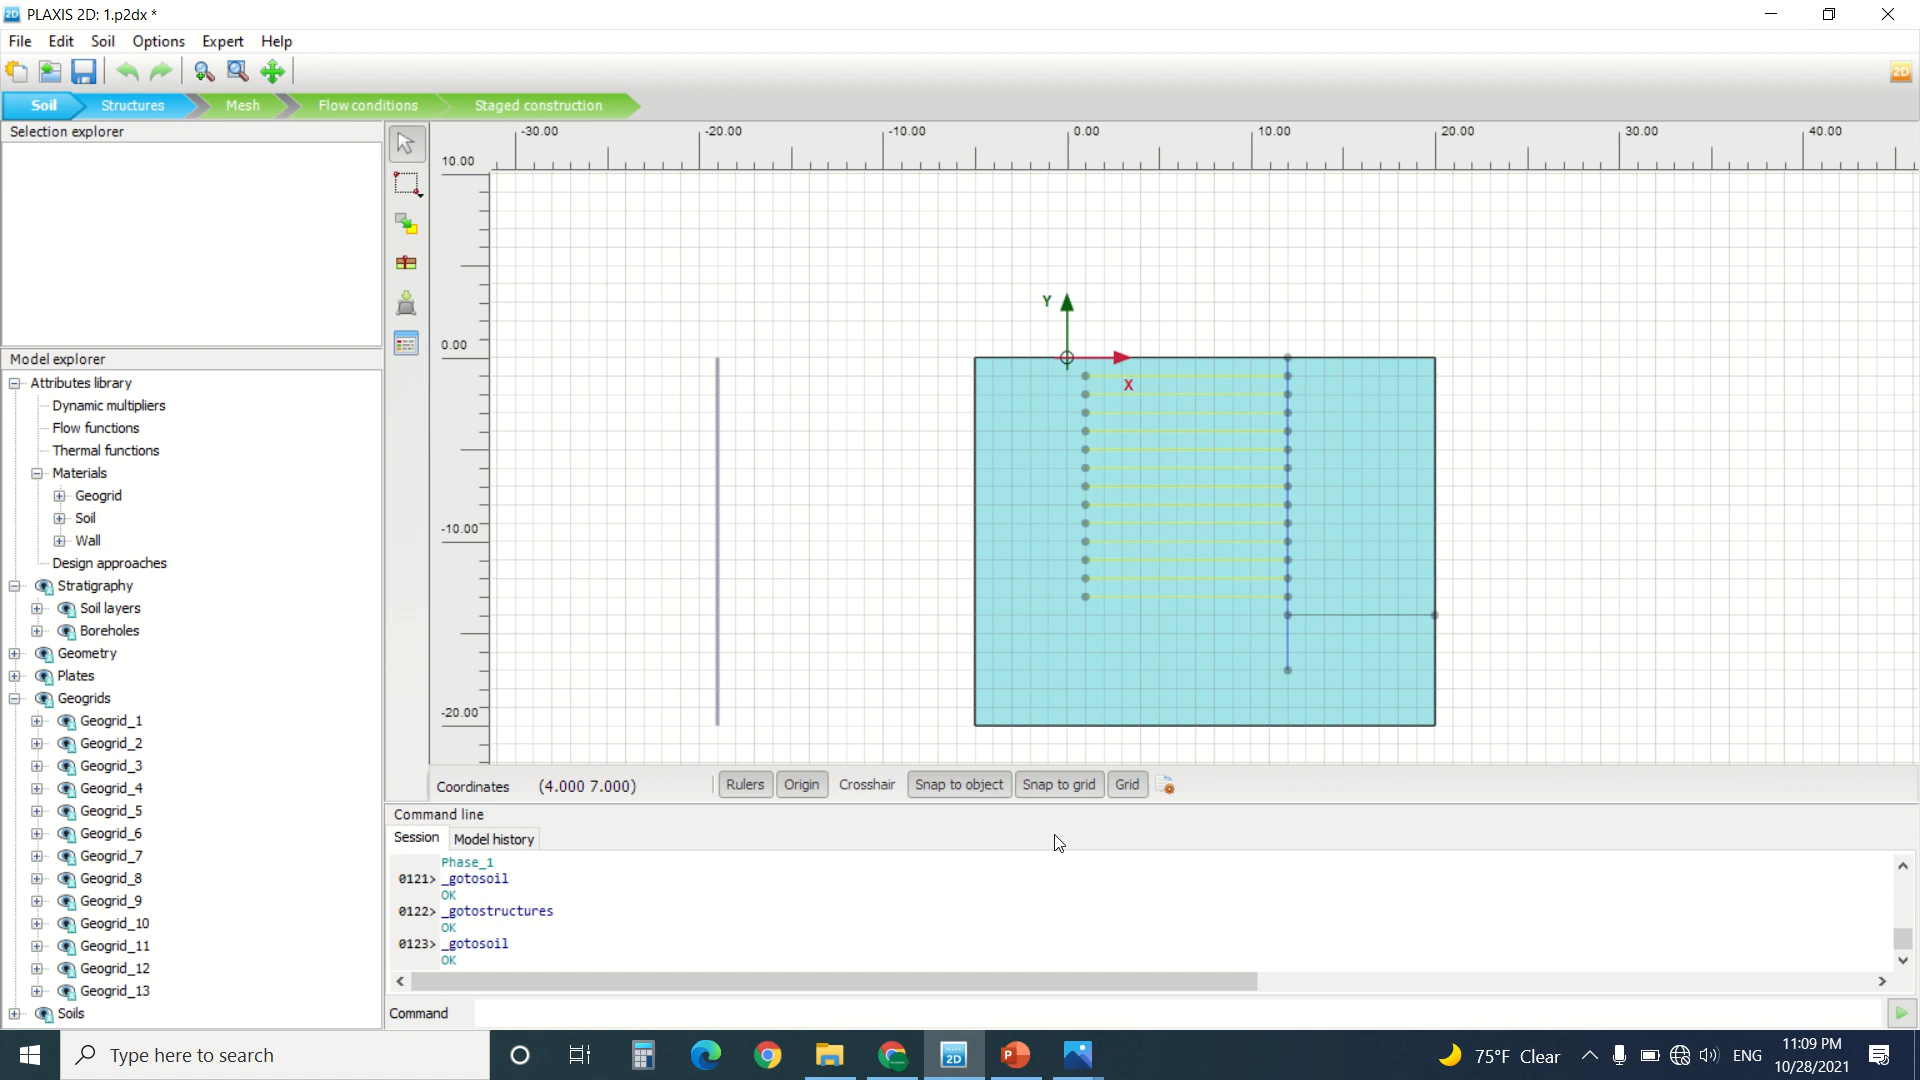 PLAXIS 2D: 1.p2dx *
File Edit Soil Options Expert Help
Soil Structures Mesh Flow conditions Staged construction
Selection explorer
Model explorer
Attributes library
Dynamic multipliers
Flow functions
Thermal functions
Materials
Geogrid
Soil
Wall
Design approaches
Stratigraphy
Soil layers
Boreholes
Geometry
Plates
Geogrids
Geogrid_1
Geogrid_2
Geogrid_3
Geogrid_4
Geogrid_5
Geogrid_6
Geogrid_7
Geogrid_8
Geogrid_9
Geogrid_10
Geogrid_11
Geogrid_12
Geogrid_13
Soils
-30.00 -20.00 -10.00 0.00 10.00 20.00 30.00 40.00
10.00
0.00
-10.00
-20.00
Y
X
Coordinates (4.000 7.000) Rulers Origin Crosshair Snap to object Snap to grid Grid
Command line
Session Model history
Phase_1
0121> _gotosoil
OK
0122> _gotostructures
OK
0123> _gotosoil
OK
Command
Type here to search
2D
75°F Clear
ENG
11:09 PM
10/28/2021